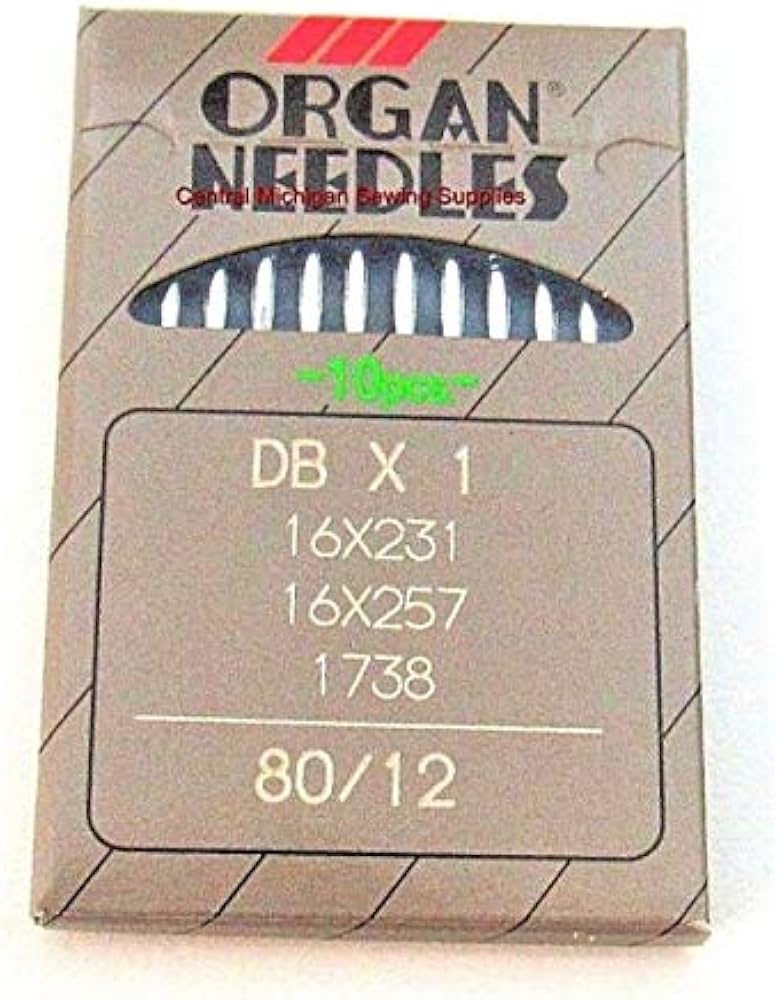 ORGAN®
NEEDLES
Central Michigan Sewing Supplies
-10pcs.-
DB X 1
16X231
16X257
1738
80/12